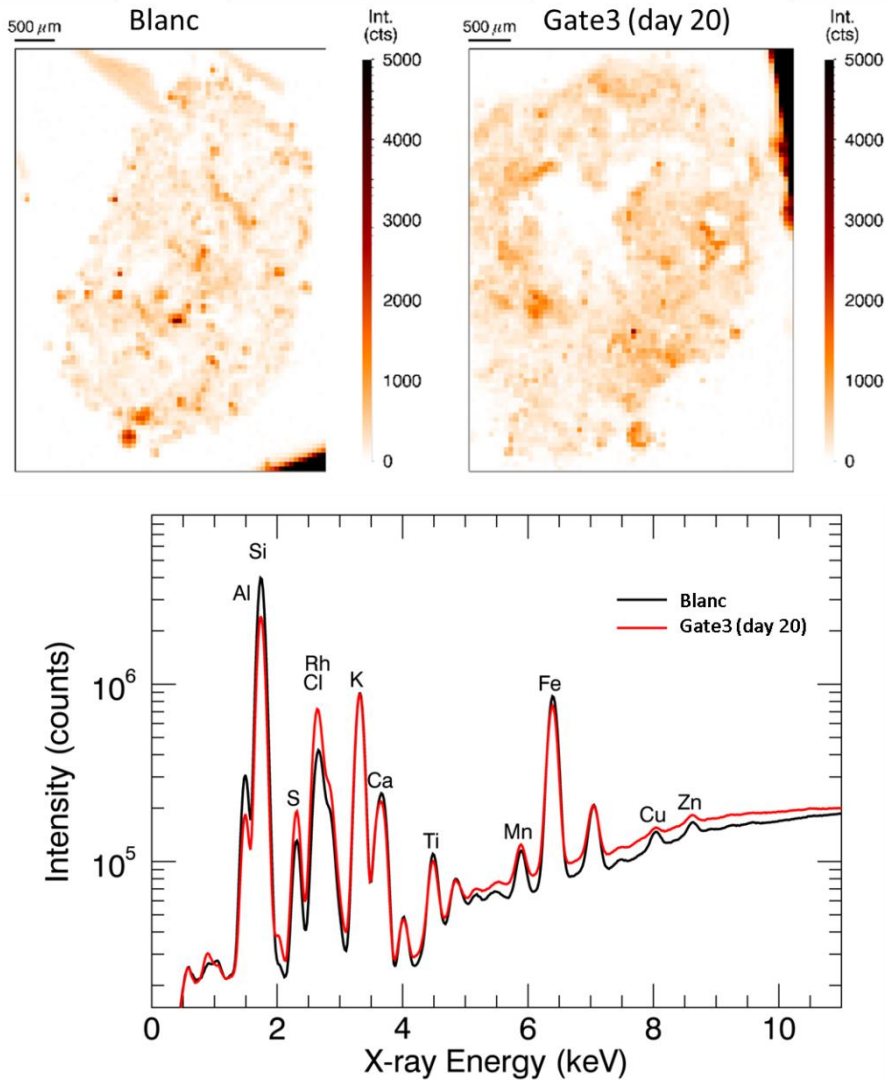 Blanc
500 μm
Int.
(cts)
5000
4000
3000
2000
1000
0
Gate3 (day 20)
500 μm
Int.
(cts)
5000
4000
3000
2000
1000
0
Si
Al
Rh
Cl
S
K
Ca
Ti
Mn
Fe
Cu
Zn
Blanc
Gate3 (day 20)
Intensity (counts)
10⁶
10⁵
0 2 4 6 8 10
X-ray Energy (keV)